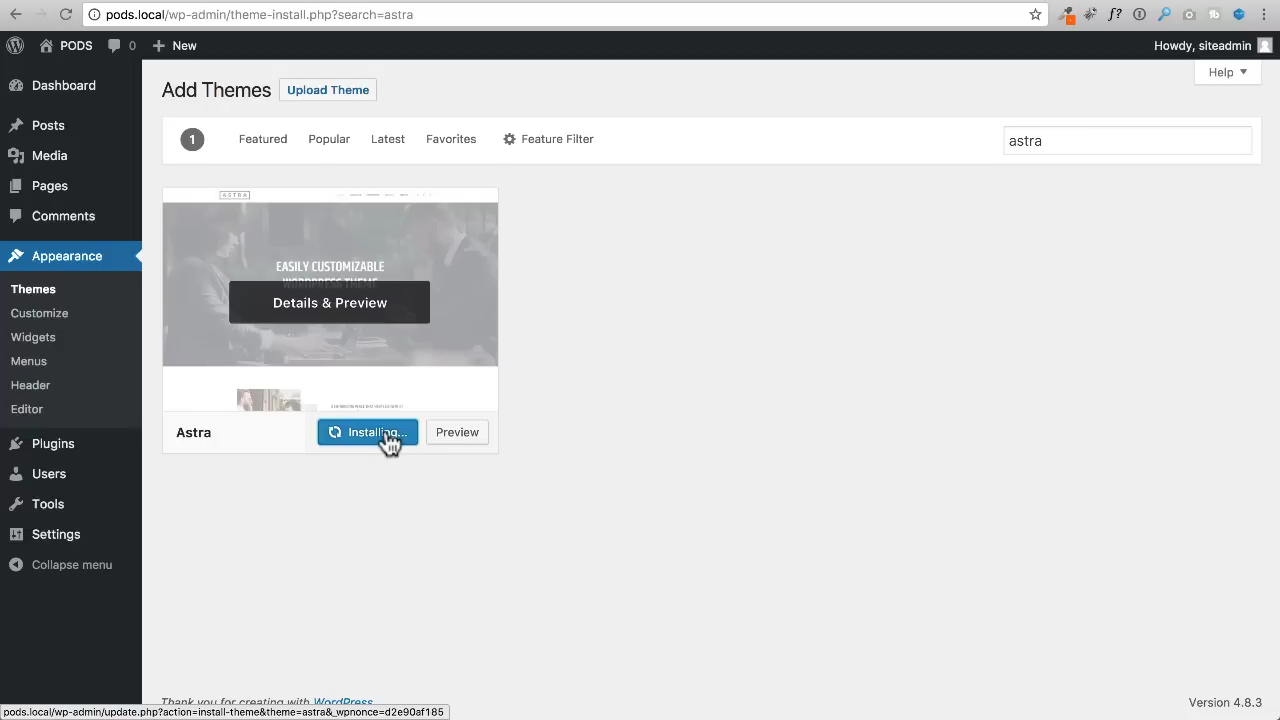 pods.local/wp-admin/theme-install.php?search=astra
PODS 0 New
Howdy, siteadmin
Dashboard
Posts
Media
Pages
Comments
Appearance
Themes
Customize
Widgets
Menus
Header
Editor
Plugins
Users
Tools
Settings
Collapse menu
Help
Add Themes Upload Theme
1 Featured Popular Latest Favorites Feature Filter astra
ASTRA
EASILY CUSTOMIZABLE
WORDPRESS THEME
Details & Preview
Astra Installing... Preview
Thank you for creating with WordPress
Version 4.8.3
pods.local/wp-admin/update.php?action=install-theme&theme=astra&_wpnonce=d2e90af185